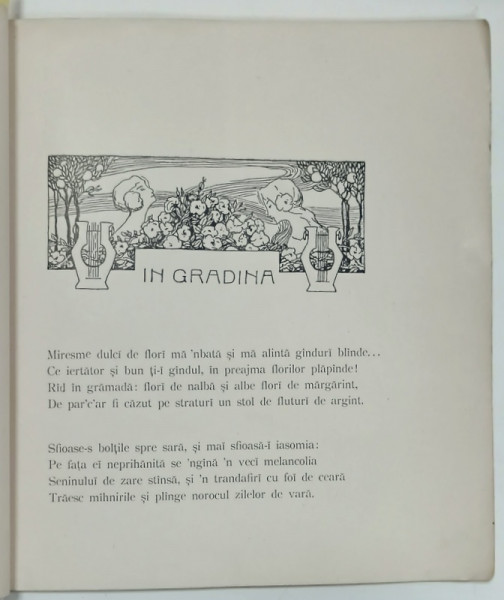 IN GRADINA
Miresme dulcĭ de florĭ mă 'nbată și mă alintă gîndurĭ blînde...
Ce iertător și bun ți-ĭ gîndul, în preajma florilor plăpînde!
Rîd în grămadă: florĭ de nalbă și albe florĭ de mărgărint,
De par'c'ar fi căzut pe straturĭ un stol de fluturĭ de argint.
Sfioase-s bolțile spre sară, și maĭ sfioasă-ĭ iasomia:
Pe fața eĭ neprihănită se 'ngînă 'n vecĭ melancolia
Seninuluĭ de zare stînsă, și 'n trandafirĭ cu foĭ de ceară
Trăesc mîhnirile și plînge norocul zilelor de vară.